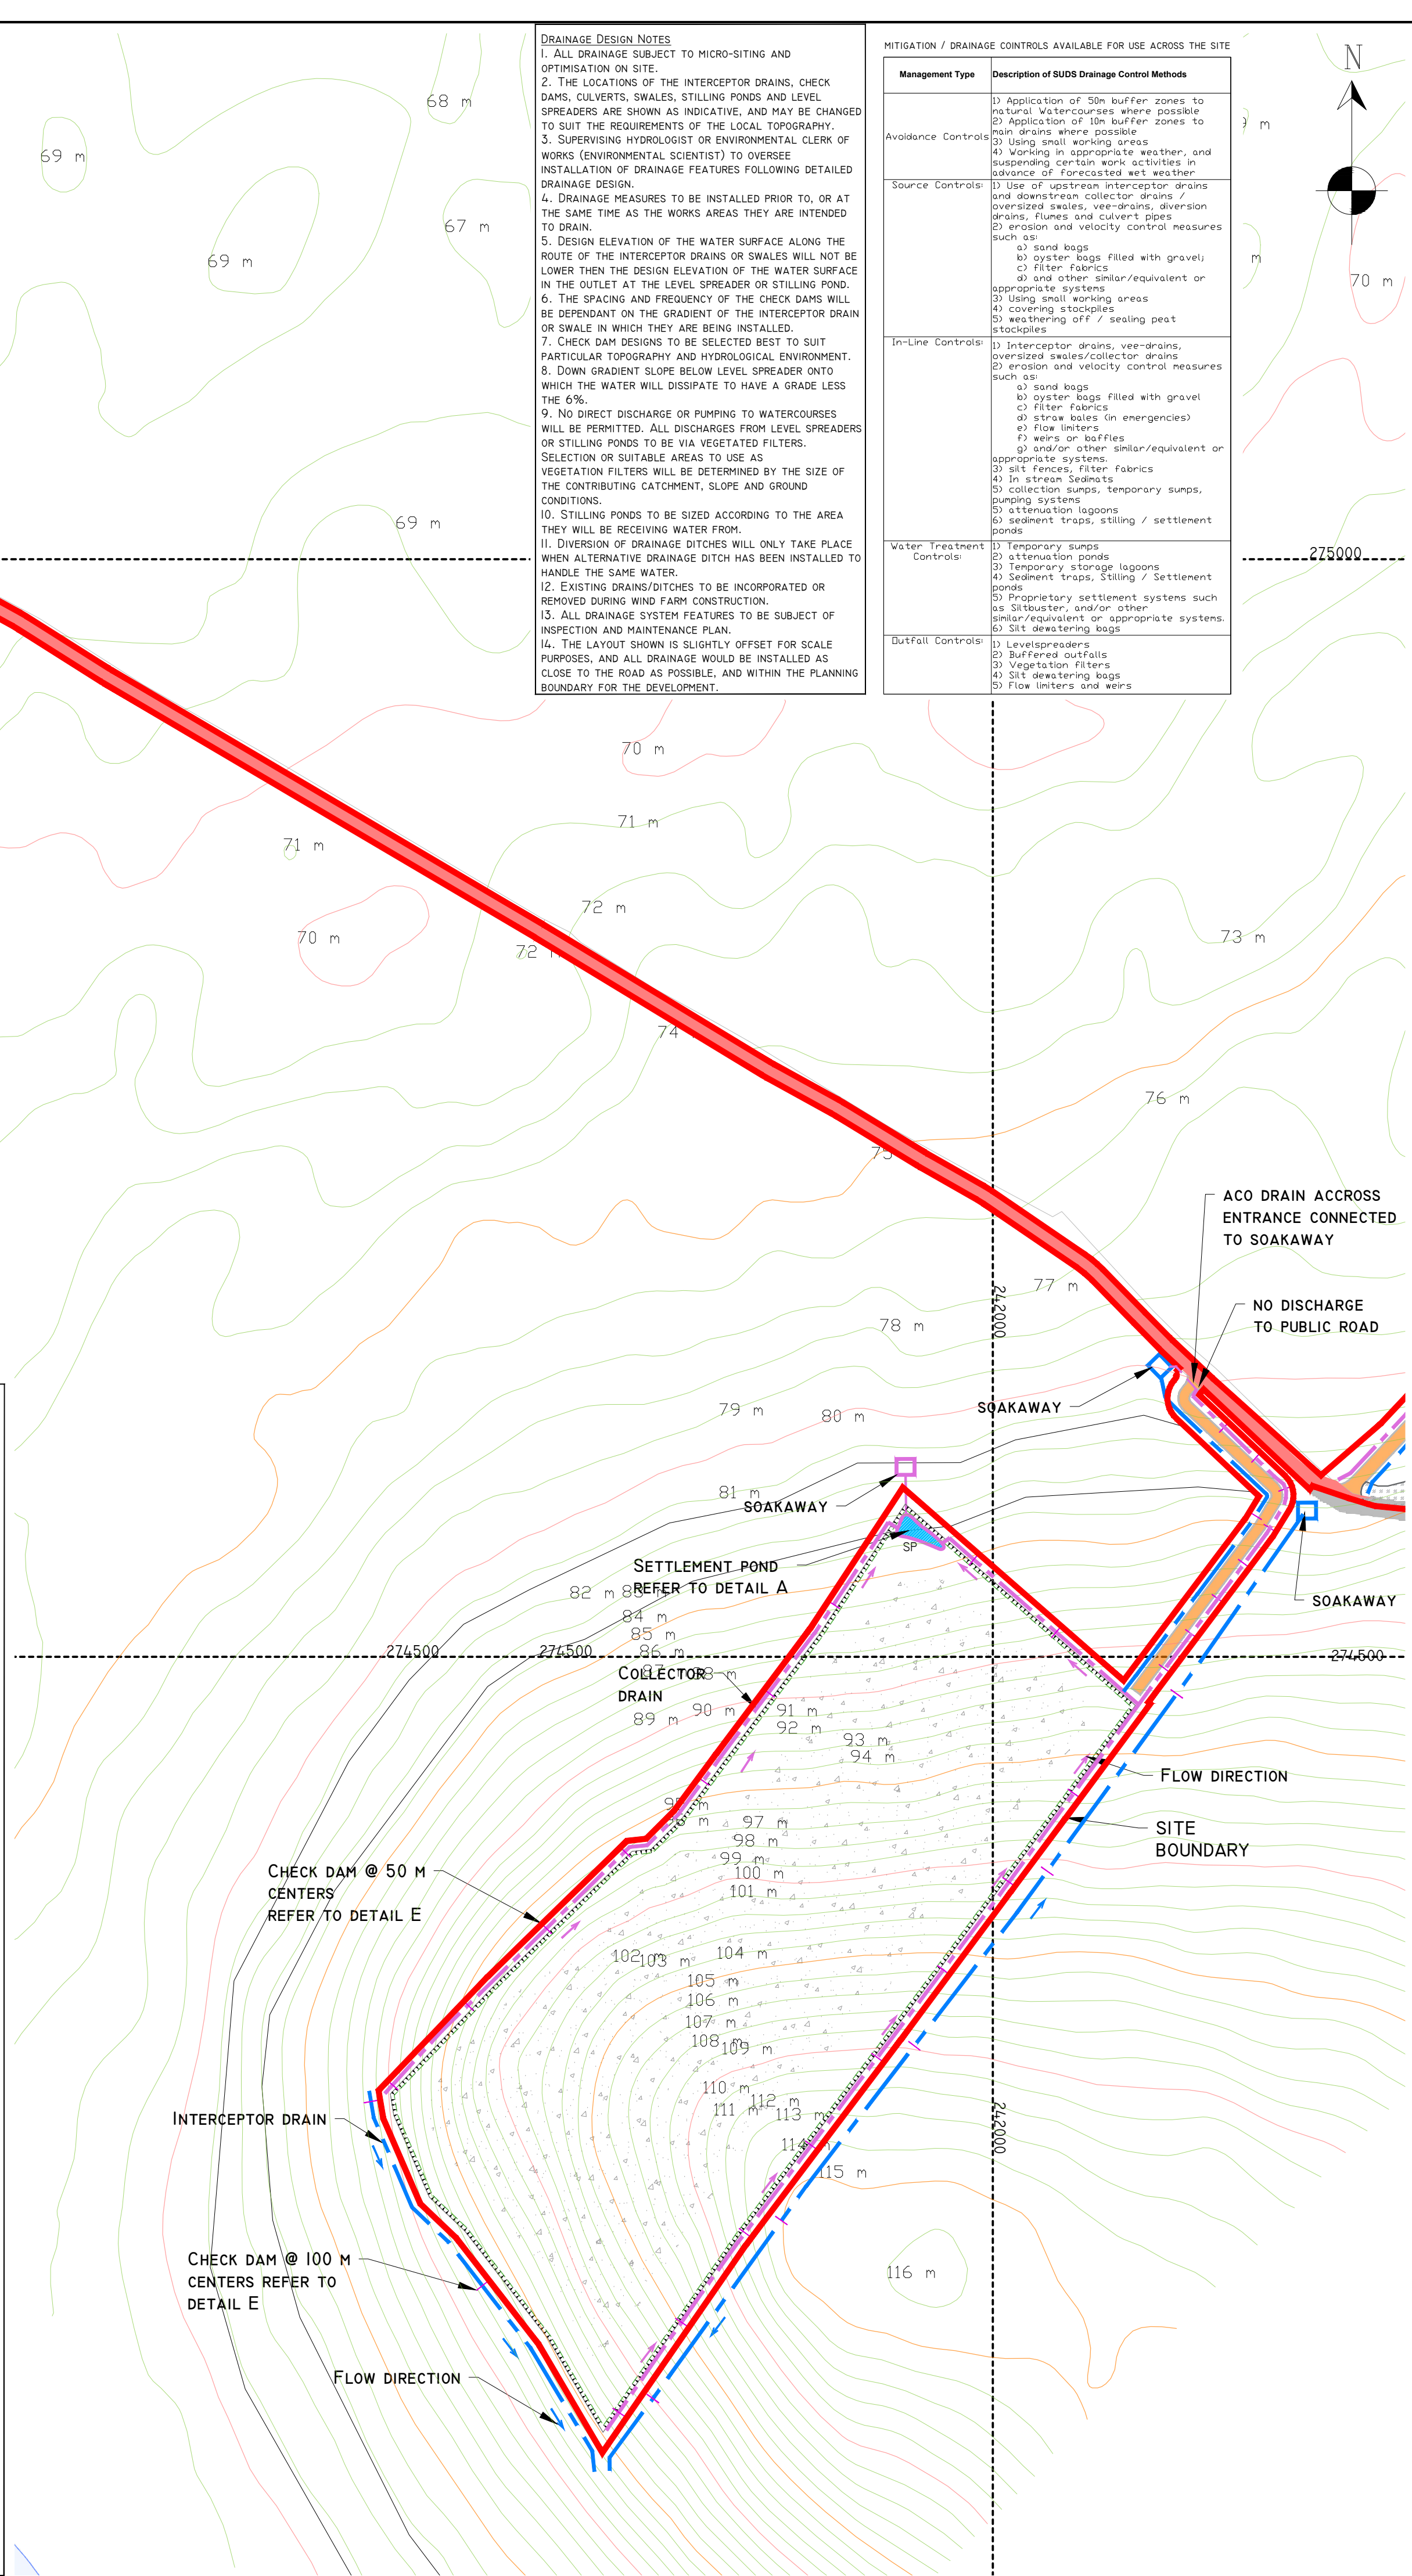 DRAINAGE DESIGN NOTES
1. ALL DRAINAGE SUBJECT TO MICRO-SITING AND
OPTIMISATION ON SITE.
2. THE LOCATIONS OF THE INTERCEPTOR DRAINS, CHECK
DAMS, CULVERTS, SWALES, STILLING PONDS AND LEVEL
SPREADERS ARE SHOWN AS INDICATIVE, AND MAY BE CHANGED
TO SUIT THE REQUIREMENTS OF THE LOCAL TOPOGRAPHY.
3. SUPERVISING HYDROLOGIST OR ENVIRONMENTAL CLERK OF
WORKS (ENVIRONMENTAL SCIENTIST) TO OVERSEE
INSTALLATION OF DRAINAGE FEATURES FOLLOWING DETAILED
DRAINAGE DESIGN.
4. DRAINAGE MEASURES TO BE INSTALLED PRIOR TO, OR AT
THE SAME TIME AS THE WORKS AREAS THEY ARE INTENDED
TO DRAIN.
5. DESIGN ELEVATION OF THE WATER SURFACE ALONG THE
ROUTE OF THE INTERCEPTOR DRAINS OR SWALES WILL NOT BE
LOWER THEN THE DESIGN ELEVATION OF THE WATER SURFACE
IN THE OUTLET AT THE LEVEL SPREADER OR STILLING POND.
6. THE SPACING AND FREQUENCY OF THE CHECK DAMS WILL
BE DEPENDANT ON THE GRADIENT OF THE INTERCEPTOR DRAIN
OR SWALE IN WHICH THEY ARE BEING INSTALLED.
7. CHECK DAM DESIGNS TO BE SELECTED BEST TO SUIT
PARTICULAR TOPOGRAPHY AND HYDROLOGICAL ENVIRONMENT.
8. DOWN GRADIENT SLOPE BELOW LEVEL SPREADER ONTO
WHICH THE WATER WILL DISSIPATE TO HAVE A GRADE LESS
THE 6%.
9. NO DIRECT DISCHARGE OR PUMPING TO WATERCOURSES
WILL BE PERMITTED. ALL DISCHARGES FROM LEVEL SPREADERS
OR STILLING PONDS TO BE VIA VEGETATED FILTERS.
SELECTION OR SUITABLE AREAS TO USE AS
VEGETATION FILTERS WILL BE DETERMINED BY THE SIZE OF
THE CONTRIBUTING CATCHMENT, SLOPE AND GROUND
CONDITIONS.
10. STILLING PONDS TO BE SIZED ACCORDING TO THE AREA
THEY WILL BE RECEIVING WATER FROM.
11. DIVERSION OF DRAINAGE DITCHES WILL ONLY TAKE PLACE
WHEN ALTERNATIVE DRAINAGE DITCH HAS BEEN INSTALLED TO
HANDLE THE SAME WATER.
12. EXISTING DRAINS/DITCHES TO BE INCORPORATED OR
REMOVED DURING WIND FARM CONSTRUCTION.
13. ALL DRAINAGE SYSTEM FEATURES TO BE SUBJECT OF
INSPECTION AND MAINTENANCE PLAN.
14. THE LAYOUT SHOWN IS SLIGHTLY OFFSET FOR SCALE
PURPOSES, AND ALL DRAINAGE WOULD BE INSTALLED AS
CLOSE TO THE ROAD AS POSSIBLE, AND WITHIN THE PLANNING
BOUNDARY FOR THE DEVELOPMENT.
MITIGATION / DRAINAGE COINTROLS AVAILABLE FOR USE ACROSS THE SITE
Management Type
Description of SUDS Drainage Control Methods
Avoidance Controls
1) Application of 50m buffer zones to
natural Watercourses where possible
2) Application of 10m buffer zones to
main drains where possible
3) Using small working areas
4) Working in appropriate weather, and
suspending certain work activities in
advance of forecasted wet weather
Source Controls:
1) Use of upstream interceptor drains
and downstream collector drains /
oversized swales, vee-drains, diversion
drains, flumes and culvert pipes
2) erosion and velocity control measures
such as:
a) sand bags
b) oyster bags filled with gravel;
c) filter fabrics
d) and other similar/equivalent or
appropriate systems
3) Using small working areas
4) covering stockpiles
5) weathering off / sealing peat
stockpiles
In-Line Controls:
1) Interceptor drains, vee-drains,
oversized swales/collector drains
2) erosion and velocity control measures
such as:
a) sand bags
b) oyster bags filled with gravel
c) filter fabrics
d) straw bales (in emergencies)
e) flow limiters
f) weirs or baffles
g) and/or other similar/equivalent or
appropriate systems.
3) silt fences, filter fabrics
4) In stream Sedimats
5) collection sumps, temporary sumps,
pumping systems
5) attenuation lagoons
6) sediment traps, stilling / settlement
ponds
Water Treatment
Controls:
1) Temporary sumps
2) attenuation ponds
3) Temporary storage lagoons
4) Sediment traps, Stilling / Settlement
ponds
5) Proprietary settlement systems such
as Siltbuster, and/or other
similar/equivalent or appropriate systems.
6) Silt dewatering bags
Outfall Controls:
1) Levelspreaders
2) Buffered outfalls
3) Vegetation filters
4) Silt dewatering bags
5) Flow limiters and weirs
N
68 m
69 m
m
67 m
69 m
m
70 m
69 m
275000
70 m
71 m
71 m
72 m
70 m
72
73 m
74
76 m
75
ACO DRAIN ACCROSS
ENTRANCE CONNECTED
TO SOAKAWAY
77 m
242000
NO DISCHARGE
TO PUBLIC ROAD
78 m
SOAKAWAY
79 m
80 m
81 m
SOAKAWAY
SP
SETTLEMENT POND
REFER TO DETAIL A
82 m
SOAKAWAY
84 m
85 m
86 m
274500
274500
274500
COLLECTOR
DRAIN
90 m
91 m
89 m
92 m
93 m
94 m
FLOW DIRECTION
97 m
SITE
BOUNDARY
98 m
99 m
100 m
101 m
CHECK DAM @ 50 M
CENTERS
REFER TO DETAIL E
102 m
103 m
104 m
105 m
106 m
107 m
108 m
109 m
110 m
111 m
112 m
113 m
242000
INTERCEPTOR DRAIN
114 m
115 m
116 m
CHECK DAM @ 100 M
CENTERS REFER TO
DETAIL E
FLOW DIRECTION